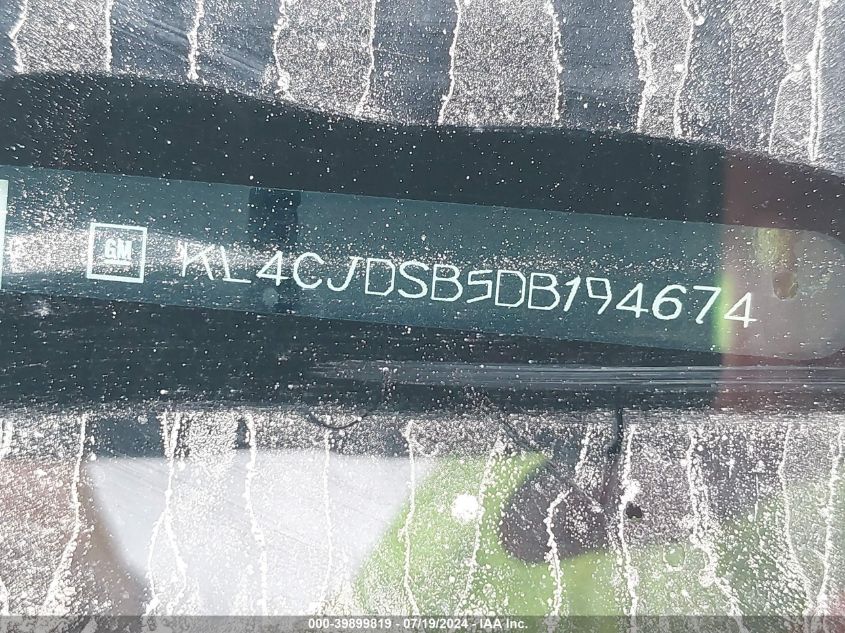 GM KL4CJDSB5DB194674
000-39899819 - 07/19/2024 - IAA Inc.